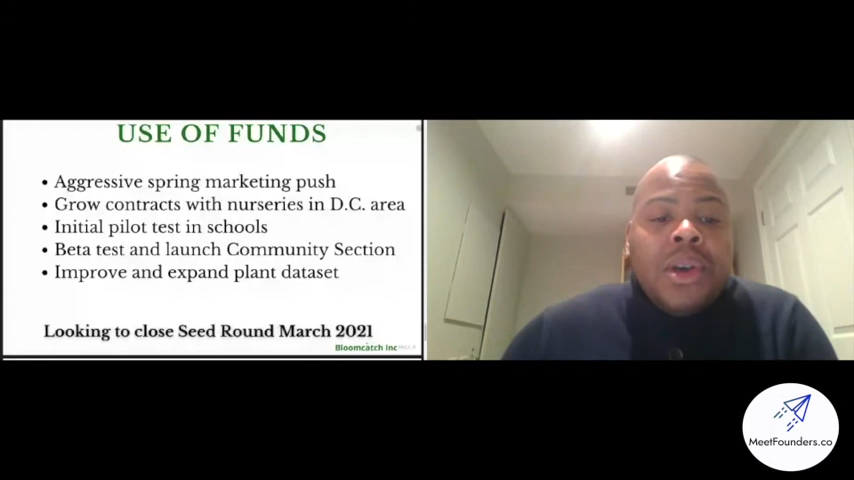 USE OF FUNDS
• Aggressive spring marketing push
• Grow contracts with nurseries in D.C. area
• Initial pilot test in schools
• Beta test and launch Community Section
• Improve and expand plant dataset
Looking to close Seed Round March 2021
Bloomcatch Inc
MeetFounders.co